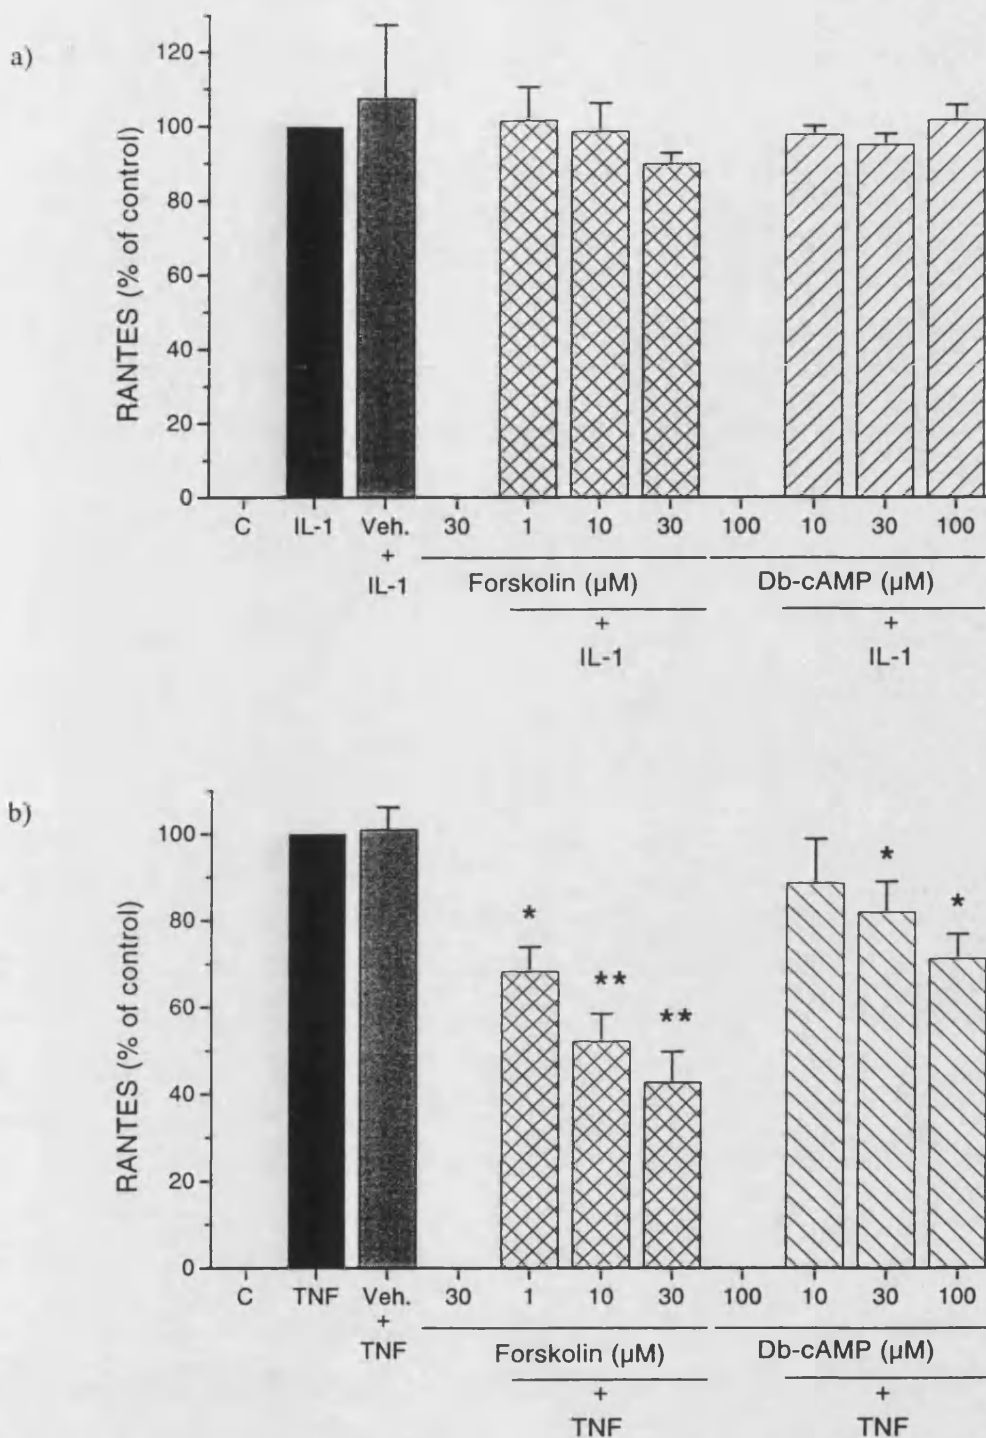 a)
RANTES (% of control)
120
100
80
60
40
20
0
C IL-1 Veh. 30 1 10 30 100 10 30 100
+
IL-1
Forskolin (µM) Db-cAMP (µM)
+ +
IL-1 IL-1
b)
RANTES (% of control)
100
80
60
40
20
0
* ** ** * *
C TNF Veh. 30 1 10 30 100 10 30 100
+
TNF
Forskolin (µM) Db-cAMP (µM)
+ +
TNF TNF